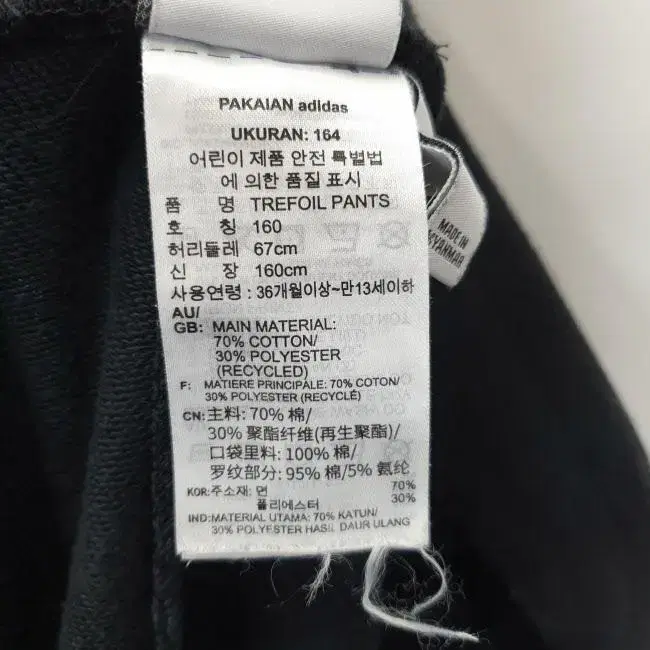 PAKAIAN adidas
UKURAN: 164
어린이 제품 안전 특별법
에 의한 품질 표시
품 명 TREFOIL PANTS
호 칭 160
허리둘레 67cm
신 장 160cm
사용연령 : 36개월이상~만13세이하
AU/
GB: MAIN MATERIAL:
70% COTTON/
30% POLYESTER
(RECYCLED)
F: MATIERE PRINCIPALE: 70% COTON/
30% POLYESTER (RECYCLÉ)
CN: 主料: 70% 棉/
30% 聚酯纤维(再生聚酯)/
口袋里料: 100% 棉/
罗纹部分: 95% 棉/5% 氨纶
KOR: 주소재: 면 70%
폴리에스터 30%
IND: MATERIAL UTAMA: 70% KATUN/
30% POLYESTER HASIL DAUR ULANG
MADE IN
MYANMAR